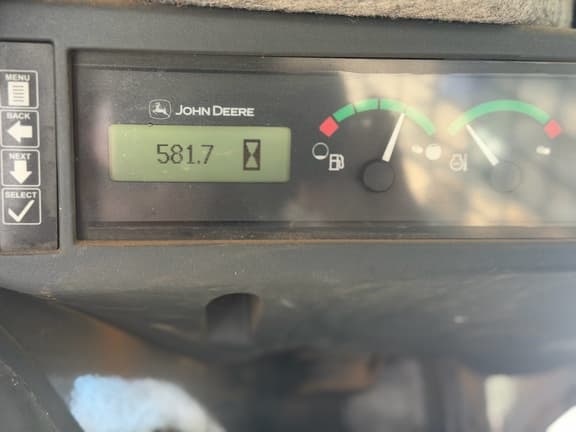 MENU
BACK
NEXT
SELECT
JOHN DEERE
581.7